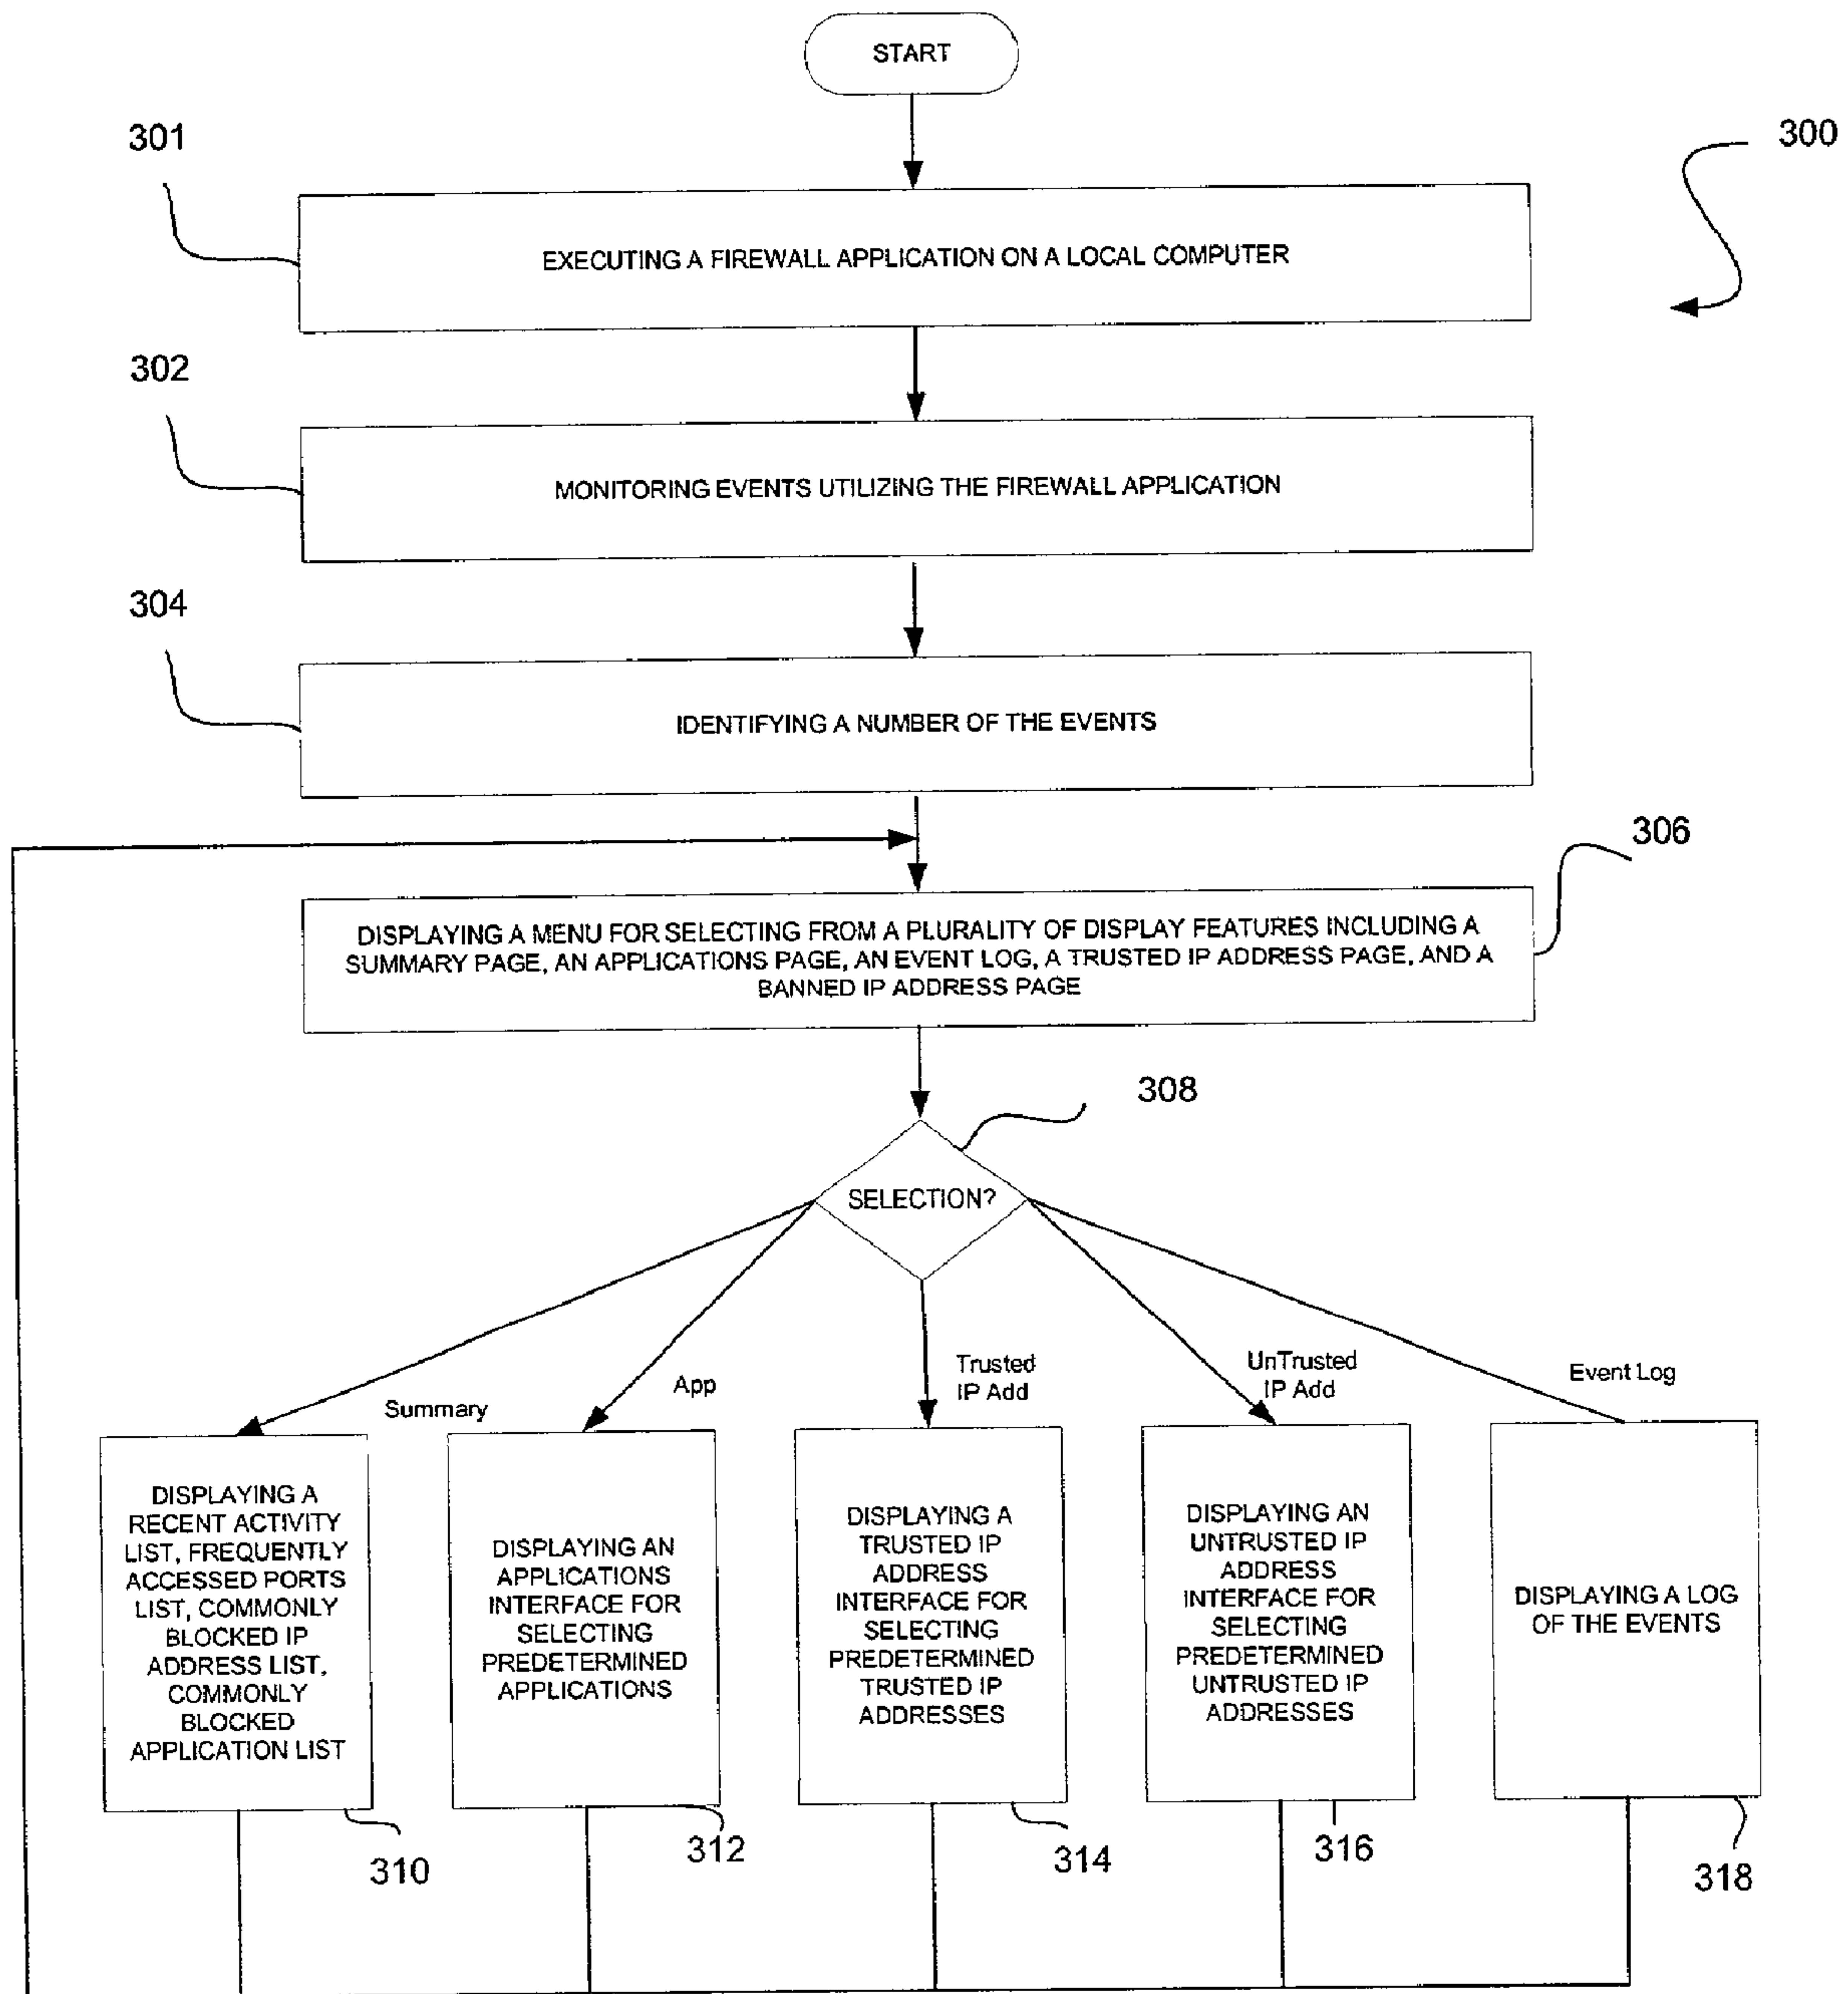 START
301
300
EXECUTING A FIREWALL APPLICATION ON A LOCAL COMPUTER
302
MONITORING EVENTS UTILIZING THE FIREWALL APPLICATION
304
IDENTIFYING A NUMBER OF THE EVENTS
306
DISPLAYING A MENU FOR SELECTING FROM A PLURALITY OF DISPLAY FEATURES INCLUDING A
SUMMARY PAGE, AN APPLICATIONS PAGE, AN EVENT LOG, A TRUSTED IP ADDRESS PAGE, AND A
BANNED IP ADDRESS PAGE
308
SELECTION?
Summary
App
Trusted
IP Add
UnTrusted
IP Add
Event Log
DISPLAYING A
RECENT ACTIVITY
LIST, FREQUENTLY
ACCESSED PORTS
LIST, COMMONLY
BLOCKED IP
ADDRESS LIST,
COMMONLY
BLOCKED
APPLICATION LIST
DISPLAYING AN
APPLICATIONS
INTERFACE FOR
SELECTING
PREDETERMINED
APPLICATIONS
DISPLAYING A
TRUSTED IP
ADDRESS
INTERFACE FOR
SELECTING
PREDETERMINED
TRUSTED IP
ADDRESSES
DISPLAYING AN
UNTRUSTED IP
ADDRESS
INTERFACE FOR
SELECTING
PREDETERMINED
UNTRUSTED IP
ADDRESSES
DISPLAYING A LOG
OF THE EVENTS
310
312
314
316
318